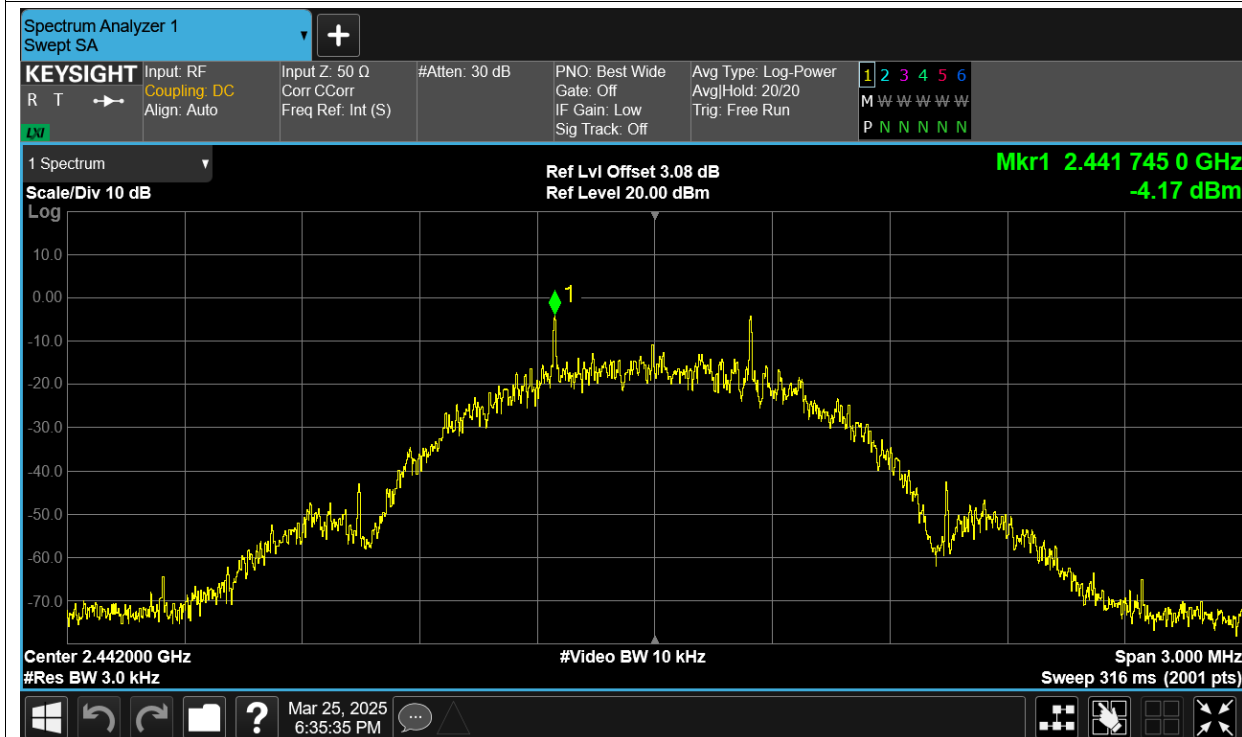 Spectrum Analyzer 1
Swept SA
+
KEYSIGHT
R T
LXI
Input: RF
Coupling: DC
Align: Auto
Input Z: 50 Ω
Corr CCorr
Freq Ref: Int (S)
#Atten: 30 dB
PNO: Best Wide
Gate: Off
IF Gain: Low
Sig Track: Off
Avg Type: Log-Power
Avg|Hold: 20/20
Trig: Free Run
1 2 3 4 5 6
M W W W W W
P N N N N N
1 Spectrum
Scale/Div 10 dB
Log
Ref Lvl Offset 3.08 dB
Ref Level 20.00 dBm
Mkr1 2.441 745 0 GHz
-4.17 dBm
10.0
0.00
1
-10.0
-20.0
-30.0
-40.0
-50.0
-60.0
-70.0
Center 2.442000 GHz
#Res BW 3.0 kHz
#Video BW 10 kHz
Span 3.000 MHz
Sweep 316 ms (2001 pts)
?
Mar 25, 2025
6:35:35 PM